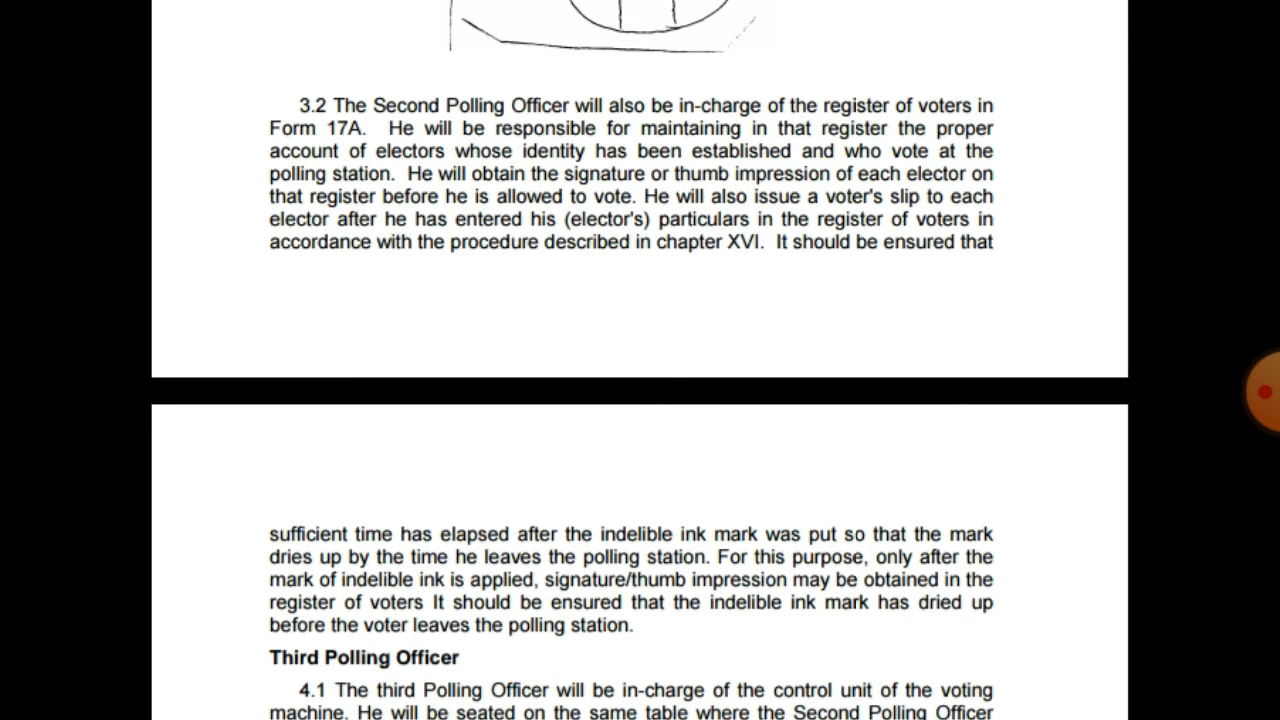 3.2 The Second Polling Officer will also be in-charge of the register of voters in
Form 17A. He will be responsible for maintaining in that register the proper
account of electors whose identity has been established and who vote at the
polling station. He will obtain the signature or thumb impression of each elector on
that register before he is allowed to vote. He will also issue a voter's slip to each
elector after he has entered his (elector's) particulars in the register of voters in
accordance with the procedure described in chapter XVI. It should be ensured that
sufficient time has elapsed after the indelible ink mark was put so that the mark
dries up by the time he leaves the polling station. For this purpose, only after the
mark of indelible ink is applied, signature/thumb impression may be obtained in the
register of voters It should be ensured that the indelible ink mark has dried up
before the voter leaves the polling station.
Third Polling Officer
4.1 The third Polling Officer will be in-charge of the control unit of the voting
machine. He will be seated on the same table where the Second Polling Officer